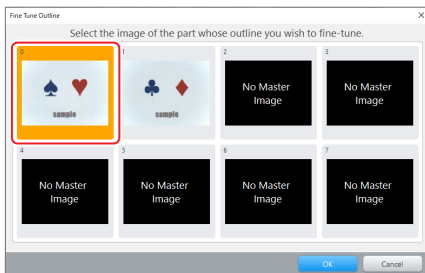 Fine Tune Outline
Select the image of the part whose outline you wish to fine-tune.
0 1 2 3
sample sample No Master Image No Master Image
4 5 6 7
No Master Image No Master Image No Master Image No Master Image
OK Cancel